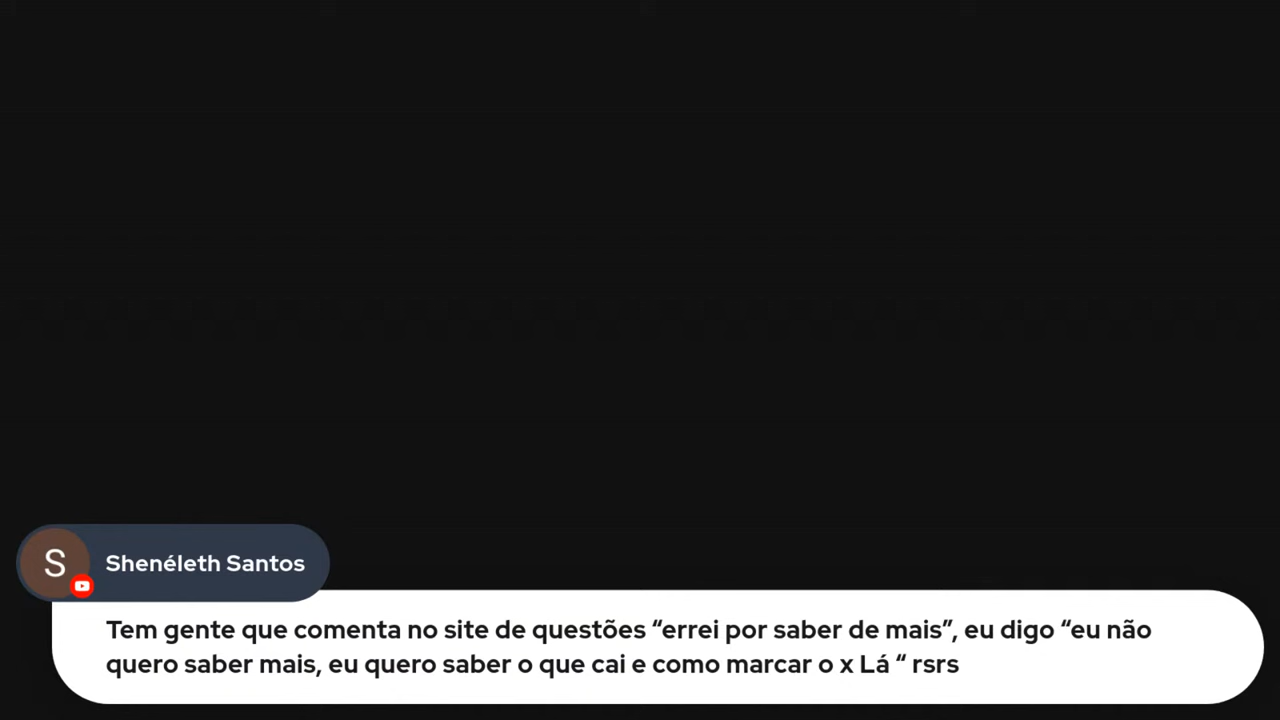 S
Shenéleth Santos
Tem gente que comenta no site de questões “errei por saber de mais”, eu digo “eu não
quero saber mais, eu quero saber o que cai e como marcar o x Lá “ rsrs